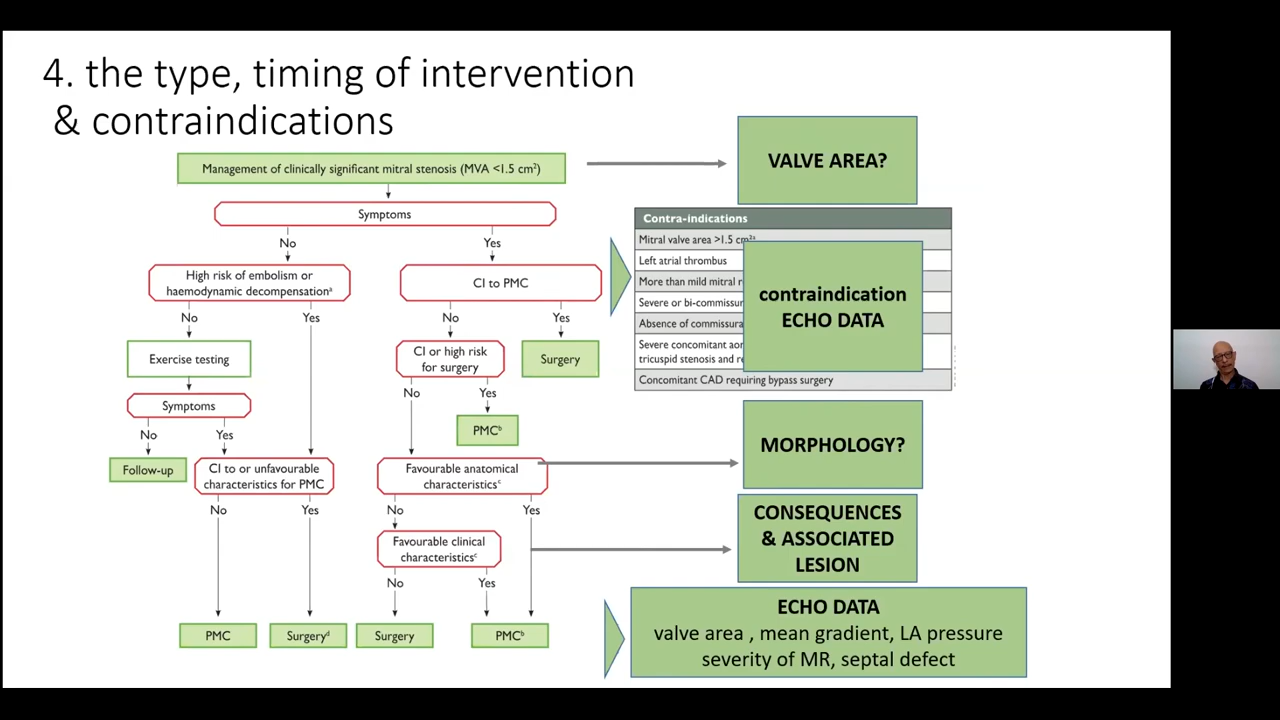 4. the type, timing of intervention
& contraindications
Management of clinically significant mitral stenosis (MVA <1.5 cm²)
Symptoms
No
Yes
High risk of embolism or
haemodynamic decompensationᵃ
CI to PMC
No
Yes
No
Yes
Exercise testing
CI or high risk
for surgery
Surgery
Symptoms
No
Yes
No
Yes
PMCᵇ
Follow-up
CI to or unfavourable
characteristics for PMC
Favourable anatomical
characteristicsᶜ
No
Yes
No
Yes
Favourable clinical
characteristicsᶜ
No
Yes
PMC
Surgeryᵈ
Surgery
PMCᵇ
VALVE AREA?
Contra-indications
Mitral valve area >1.5 cm²ᵃ
Left atrial thrombus
More than mild mitral
Severe or bi-commissur
Absence of commissura
Severe concomitant aor
tricuspid stenosis and re
Concomitant CAD requiring bypass surgery
contraindication
ECHO DATA
MORPHOLOGY?
CONSEQUENCES
& ASSOCIATED
LESION
ECHO DATA
valve area , mean gradient, LA pressure
severity of MR, septal defect